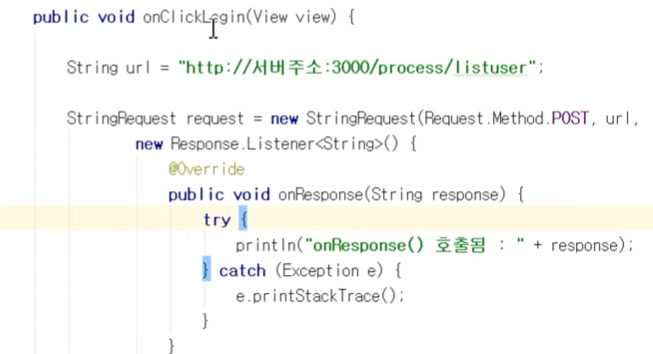 public void onClickLogin(View view) {
String url = "http://서버주소:3000/process/listuser";
StringRequest request = new StringRequest(Request.Method.POST, url,
new Response.Listener<String>() {
@Override
public void onResponse(String response) {
try {
println("onResponse() 호출됨 : " + response);
} catch (Exception e) {
e.printStackTrace();
}
}